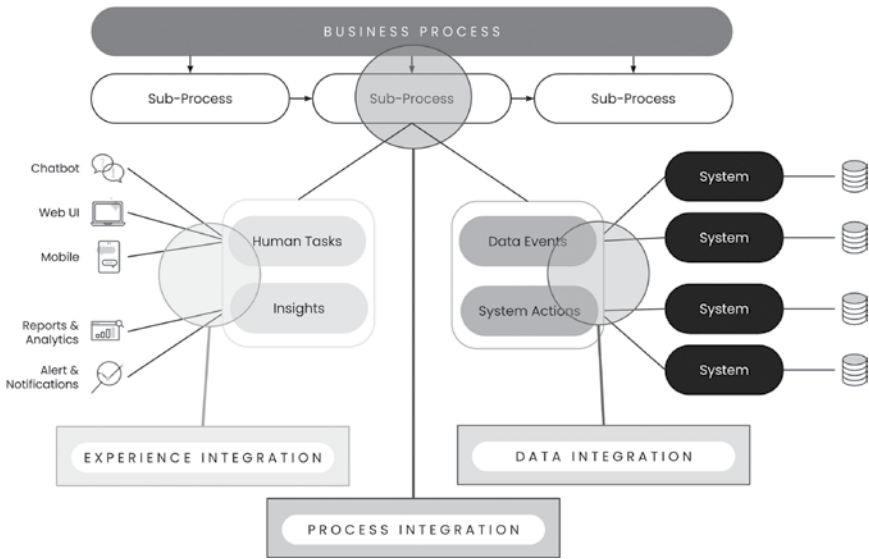 BUSINESS PROCESS
Sub-Process
Sub-Process
Sub-Process
Chatbot
Web UI
Mobile
Reports &
Analytics
Alert &
Notifications
Human Tasks
Insights
Data Events
System Actions
System
System
System
System
EXPERIENCE INTEGRATION
DATA INTEGRATION
PROCESS INTEGRATION